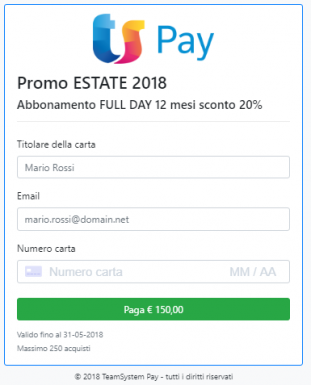 ts Pay
Promo ESTATE 2018
Abbonamento FULL DAY 12 mesi sconto 20%
Titolare della carta
Mario Rossi
Email
mario.rossi@domain.net
Numero carta
Numero carta MM / AA
Paga € 150,00
Valido fino al 31-05-2018
Massimo 250 acquisti
© 2018 TeamSystem Pay - tutti i diritti riservati